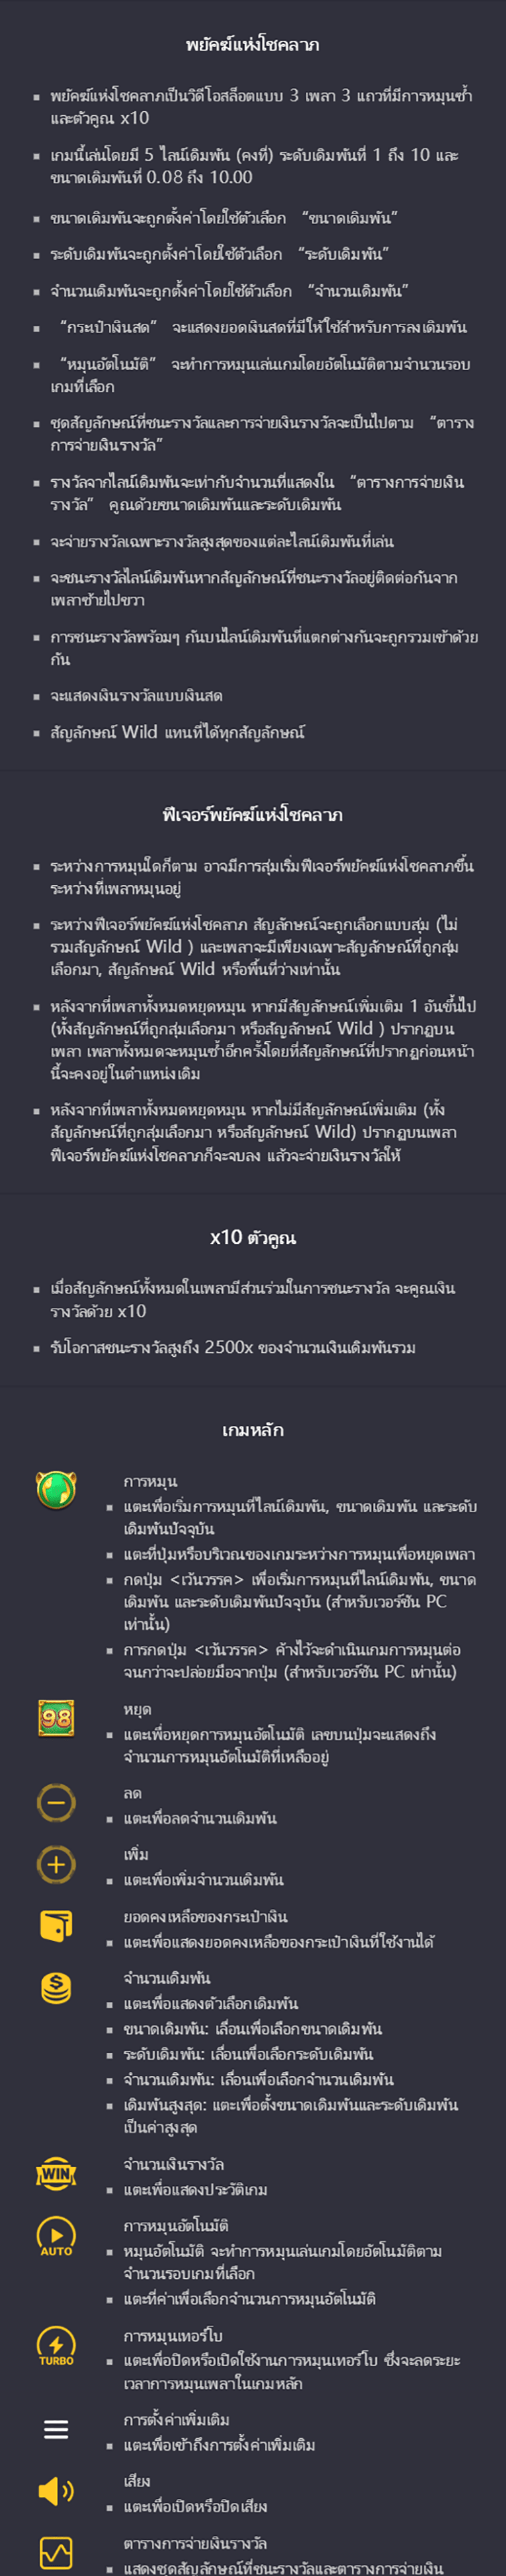 พยัคฆ์แห่งโชคลาภ
พยัคฆ์แห่งโชคลาภเป็นวิดีโอสล็อตแบบ 3 เพลา 3 แถวที่มีการหมุนซ้ำ
และตัวคูณ x10
เกมนี้เล่นโดยมี 5 ไลน์เดิมพัน (คงที่) ระดับเดิมพันที่ 1 ถึง 10 และ
ขนาดเดิมพันที่ 0.08 ถึง 10.00
ขนาดเดิมพันจะถูกตั้งค่าโดยใช้ตัวเลือก “ขนาดเดิมพัน”
ระดับเดิมพันจะถูกตั้งค่าโดยใช้ตัวเลือก “ระดับเดิมพัน”
จำนวนเดิมพันจะถูกตั้งค่าโดยใช้ตัวเลือก “จำนวนเดิมพัน”
“กระเป๋าเงินสด” จะแสดงยอดเงินสดที่มีให้ใช้สำหรับการลงเดิมพัน
“หมุนอัตโนมัติ” จะทำการหมุนเล่นเกมโดยอัตโนมัติตามจำนวนรอบ
เกมที่เลือก
ชุดสัญลักษณ์ที่ชนะรางวัลและการจ่ายเงินรางวัลจะเป็นไปตาม “ตาราง
การจ่ายเงินรางวัล”
รางวัลจากไลน์เดิมพันจะเท่ากับจำนวนที่แสดงใน “ตารางการจ่ายเงิน
รางวัล” คูณด้วยขนาดเดิมพันและระดับเดิมพัน
จะจ่ายรางวัลเฉพาะรางวัลสูงสุดของแต่ละไลน์เดิมพันที่เล่น
จะชนะรางวัลไลน์เดิมพันหากสัญลักษณ์ที่ชนะรางวัลอยู่ติดต่อกันจาก
เพลาซ้ายไปขวา
การชนะรางวัลพร้อมๆ กันบนไลน์เดิมพันที่แตกต่างกันจะถูกรวมเข้าด้วย
กัน
จะแสดงเงินรางวัลแบบเงินสด
สัญลักษณ์ Wild แทนที่ได้ทุกสัญลักษณ์
ฟีเจอร์พยัคฆ์แห่งโชคลาภ
ระหว่างการหมุนใดก็ตาม อาจมีการสุ่มเริ่มฟีเจอร์พยัคฆ์แห่งโชคลาภขึ้น
ระหว่างที่เพลาหมุนอยู่
ระหว่างฟีเจอร์พยัคฆ์แห่งโชคลาภ สัญลักษณ์จะถูกเลือกแบบสุ่ม (ไม่
รวมสัญลักษณ์ Wild ) และเพลาจะมีเพียงเฉพาะสัญลักษณ์ที่ถูกสุ่ม
เลือกมา, สัญลักษณ์ Wild หรือพื้นที่ว่างเท่านั้น
หลังจากที่เพลาทั้งหมดหยุดหมุน หากมีสัญลักษณ์เพิ่มเติม 1 อันขึ้นไป
(ทั้งสัญลักษณ์ที่ถูกสุ่มเลือกมา หรือสัญลักษณ์ Wild ) ปรากฏบน
เพลา เพลาทั้งหมดจะหมุนซ้ำอีกครั้งโดยที่สัญลักษณ์ที่ปรากฏก่อนหน้า
นี้จะคงอยู่ในตำแหน่งเดิม
หลังจากที่เพลาทั้งหมดหยุดหมุน หากไม่มีสัญลักษณ์เพิ่มเติม (ทั้ง
สัญลักษณ์ที่ถูกสุ่มเลือกมา หรือสัญลักษณ์ Wild) ปรากฏบนเพลา
ฟีเจอร์พยัคฆ์แห่งโชคลาภก็จะจบลง แล้วจะจ่ายเงินรางวัลให้
x10 ตัวคูณ
เมื่อสัญลักษณ์ทั้งหมดในเพลามีส่วนร่วมในการชนะรางวัล จะคูณเงิน
รางวัลด้วย x10
รับโอกาสชนะรางวัลสูงถึง 2500x ของจำนวนเงินเดิมพันรวม
เกมหลัก
การหมุน
แตะเพื่อเริ่มการหมุนที่ไลน์เดิมพัน, ขนาดเดิมพัน และระดับ
เดิมพันปัจจุบัน
แตะที่ปุ่มหรือบริเวณของเกมระหว่างการหมุนเพื่อหยุดเพลา
กดปุ่ม <เว้นวรรค> เพื่อเริ่มการหมุนที่ไลน์เดิมพัน, ขนาด
เดิมพัน และระดับเดิมพันปัจจุบัน (สำหรับเวอร์ชัน PC
เท่านั้น)
การกดปุ่ม <เว้นวรรค> ค้างไว้จะดำเนินเกมการหมุนต่อ
จนกว่าจะปล่อยมือจากปุ่ม (สำหรับเวอร์ชัน PC เท่านั้น)
98
หยุด
แตะเพื่อหยุดการหมุนอัตโนมัติ เลขบนปุ่มจะแสดงถึง
จำนวนการหมุนอัตโนมัติที่เหลืออยู่
ลด
แตะเพื่อลดจำนวนเดิมพัน
เพิ่ม
แตะเพื่อเพิ่มจำนวนเดิมพัน
ยอดคงเหลือของกระเป๋าเงิน
แตะเพื่อแสดงยอดคงเหลือของกระเป๋าเงินที่ใช้งานได้
จำนวนเดิมพัน
แตะเพื่อแสดงตัวเลือกเดิมพัน
ขนาดเดิมพัน: เลื่อนเพื่อเลือกขนาดเดิมพัน
ระดับเดิมพัน: เลื่อนเพื่อเลือกระดับเดิมพัน
จำนวนเดิมพัน: เลื่อนเพื่อเลือกจำนวนเดิมพัน
เดิมพันสูงสุด: แตะเพื่อตั้งขนาดเดิมพันและระดับเดิมพัน
เป็นค่าสูงสุด
WIN
จำนวนเงินรางวัล
แตะเพื่อแสดงประวัติเกม
AUTO
การหมุนอัตโนมัติ
หมุนอัตโนมัติ จะทำการหมุนเล่นเกมโดยอัตโนมัติตาม
จำนวนรอบเกมที่เลือก
แตะที่ค่าเพื่อเลือกจำนวนการหมุนอัตโนมัติ
TURBO
การหมุนเทอร์โบ
แตะเพื่อปิดหรือเปิดใช้งานการหมุนเทอร์โบ ซึ่งจะลดระยะ
เวลาการหมุนเพลาในเกมหลัก
การตั้งค่าเพิ่มเติม
แตะเพื่อเข้าถึงการตั้งค่าเพิ่มเติม
เสียง
แตะเพื่อเปิดหรือปิดเสียง
ตารางการจ่ายเงินรางวัล
แสดงชุดสัญลักษณ์ที่ชนะรางวัลและตารางการจ่ายเงิน